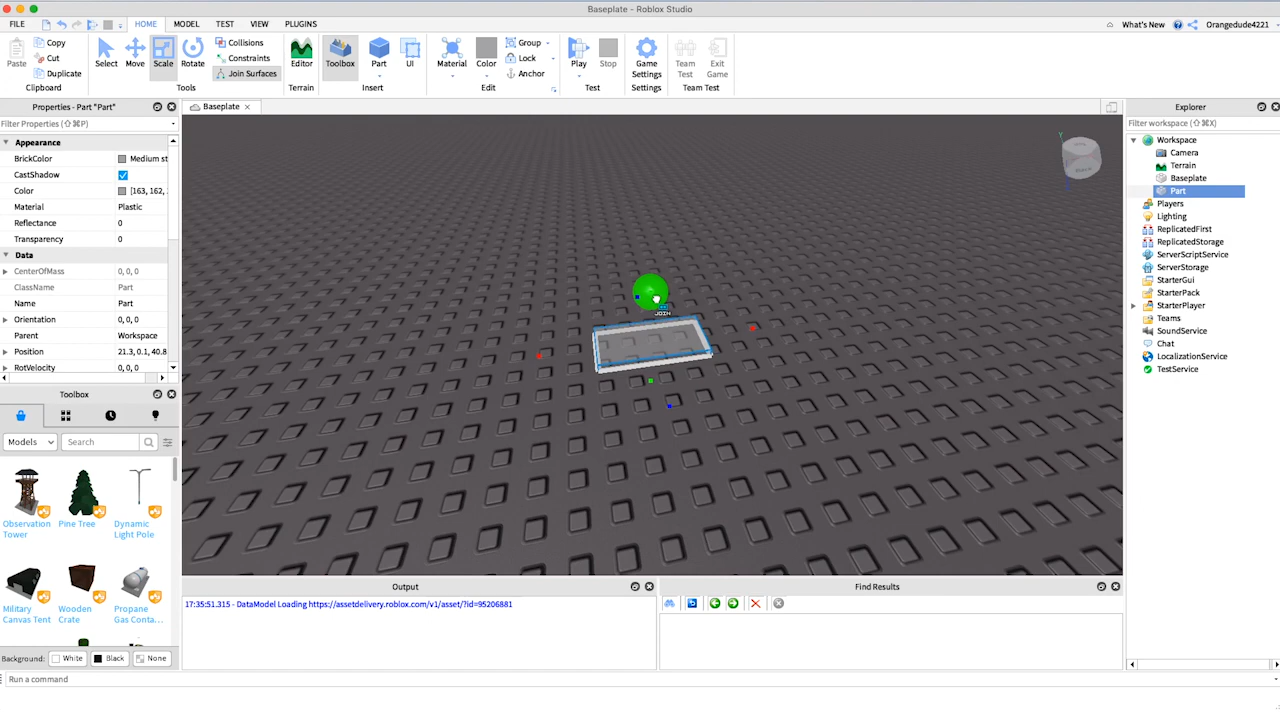 Baseplate - Roblox Studio
FILE HOME MODEL TEST VIEW PLUGINS What's New Orangedude4221
Paste Copy Cut Duplicate Clipboard
Select Move Scale Rotate Collisions Constraints Join Surfaces Tools
Editor Terrain
Toolbox Part UI Insert
Material Color Group Lock Anchor Edit
Play Stop Test
Game Settings Settings
Team Test Exit Game Team Test
Properties - Part "Part"
Filter Properties (⇧⌘P)
Appearance
BrickColor Medium st
CastShadow
Color [163, 162,
Material Plastic
Reflectance 0
Transparency 0
Data
CenterOfMass 0, 0, 0
ClassName Part
Name Part
Orientation 0, 0, 0
Parent Workspace
Position 21.3, 0.1, 40.8
RotVelocity 0, 0, 0
Toolbox
Models Search
Observation Tower
Pine Tree
Dynamic Light Pole
Military Canvas Tent
Wooden Crate
Propane Gas Conta...
Background: White Black None
Run a command
Baseplate
Y
JOIN
Output
17:35:51.315 - DataModel Loading https://assetdelivery.roblox.com/v1/asset/?id=95206881
Find Results
Explorer
Filter workspace (⇧⌘X)
Workspace
Camera
Terrain
Baseplate
Part
Players
Lighting
ReplicatedFirst
ReplicatedStorage
ServerScriptService
ServerStorage
StarterGui
StarterPack
StarterPlayer
Teams
SoundService
Chat
LocalizationService
TestService